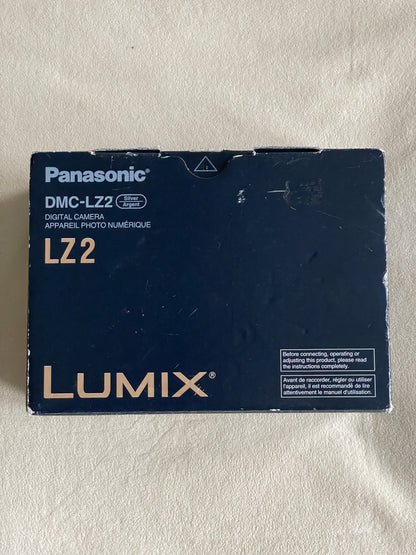 Panasonic®
DMC-LZ2 Silver Argent
DIGITAL CAMERA
APPAREIL PHOTO NUMÉRIQUE
LZ2
Before connecting, operating or
adjusting this product, please read
the instructions completely.
Avant de raccorder, régler ou utiliser
l'appareil, il est recommandé de lire
attentivement le manuel d'utilisation.
LUMIX®